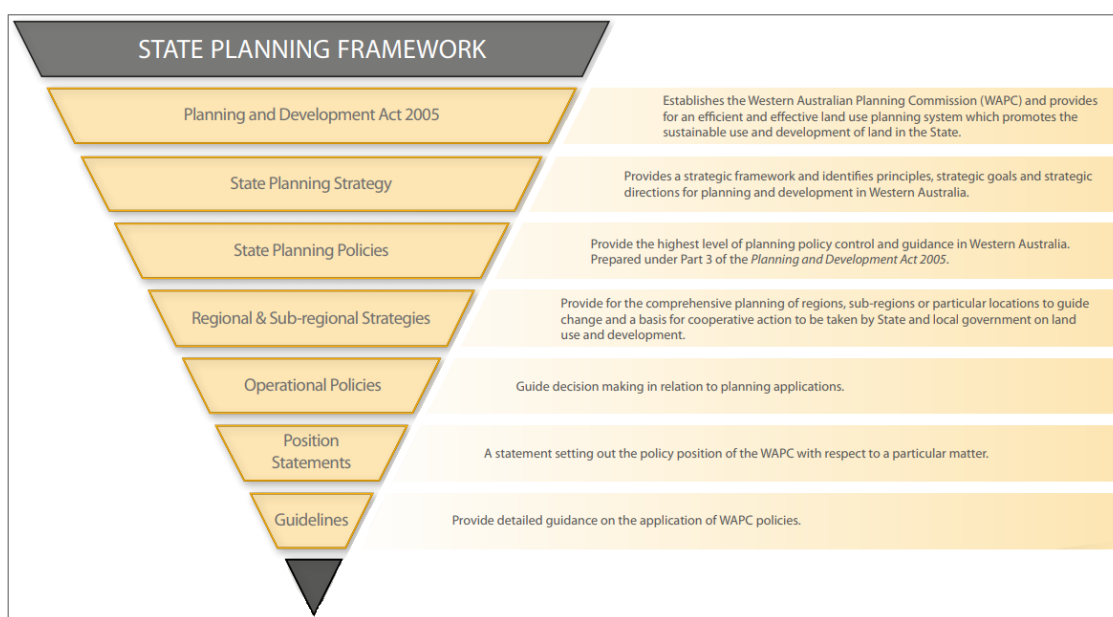 STATE PLANNING FRAMEWORK
Planning and Development Act 2005
Establishes the Western Australian Planning Commission (WAPC) and provides
for an efficient and effective land use planning system which promotes the
sustainable use and development of land in the State.
State Planning Strategy
Provides a strategic framework and identifies principles, strategic goals and strategic
directions for planning and development in Western Australia.
State Planning Policies
Provide the highest level of planning policy control and guidance in Western Australia.
Prepared under Part 3 of the Planning and Development Act 2005.
Regional & Sub-regional Strategies
Provide for the comprehensive planning of regions, sub-regions or particular locations to guide
change and a basis for cooperative action to be taken by State and local government on land
use and development.
Operational Policies
Guide decision making in relation to planning applications.
Position
Statements
A statement setting out the policy position of the WAPC with respect to a particular matter.
Guidelines
Provide detailed guidance on the application of WAPC policies.